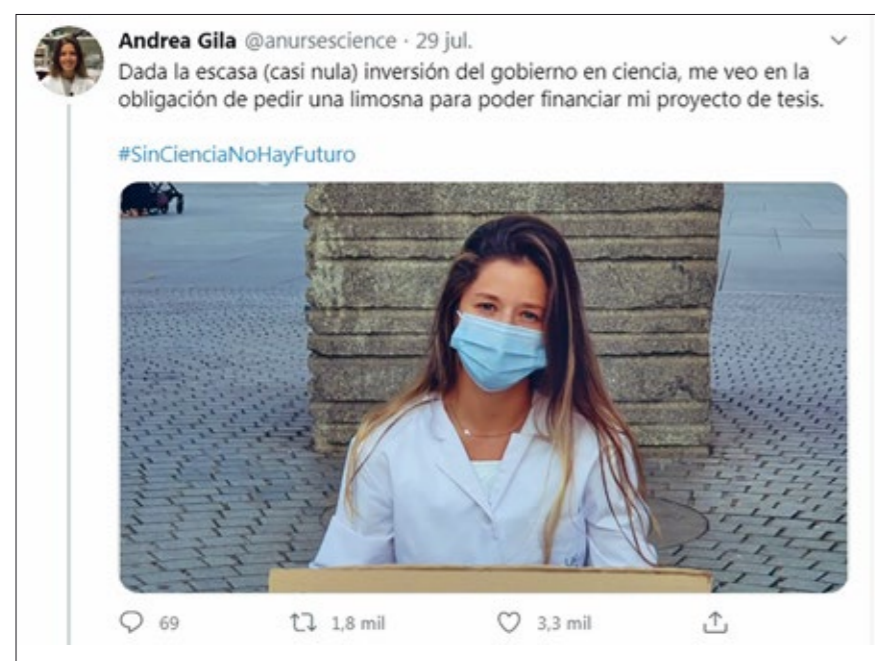 Andrea Gila @anursescience · 29 jul.
Dada la escasa (casi nula) inversión del gobierno en ciencia, me veo en la
obligación de pedir una limosna para poder financiar mi proyecto de tesis.
#SinCienciaNoHayFuturo
69 1,8 mil 3,3 mil